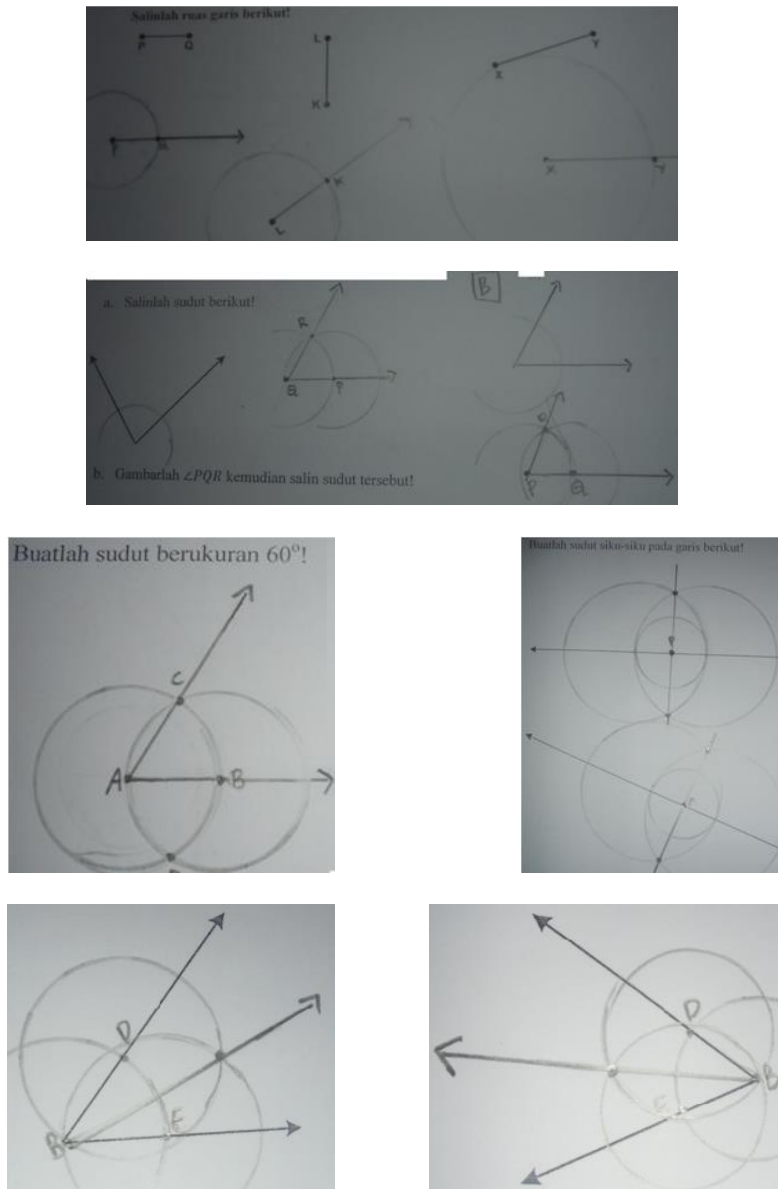 Salinlah ruas garis berikut!
P Q
L
K
X Y
P
K
L
X Y
a. Salinlah sudut berikut!
B
R
Q P
b. Gambarlah ∠PQR kemudian salin sudut tersebut!
Q
Buatlah sudut berukuran 60°!
C
A B
Buatlah sudut siku-siku pada garis berikut!
P
D
B E
D
B
E